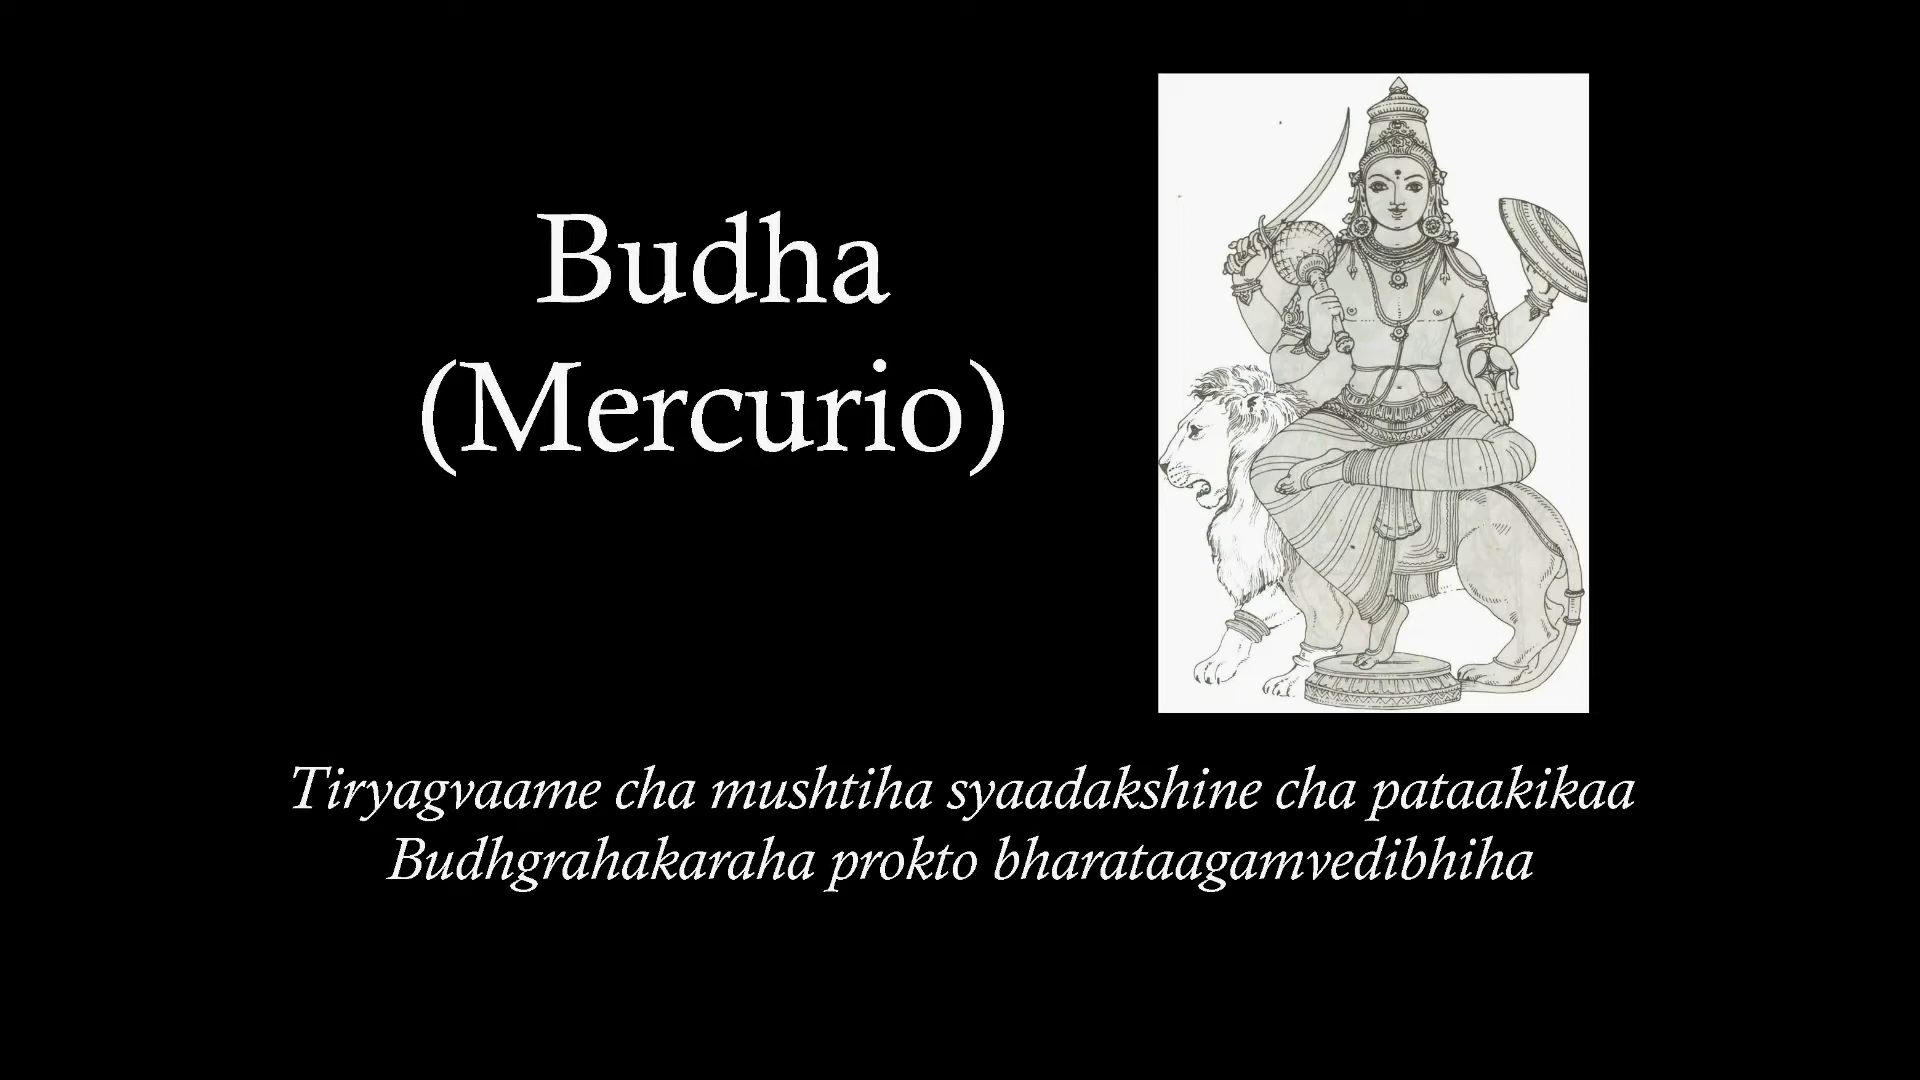 Budha
(Mercurio)
Tiryagvaame cha mushtiha syaadakshine cha pataakikaa
Budhgrahakaraha prokto bharataagamvedibhiha